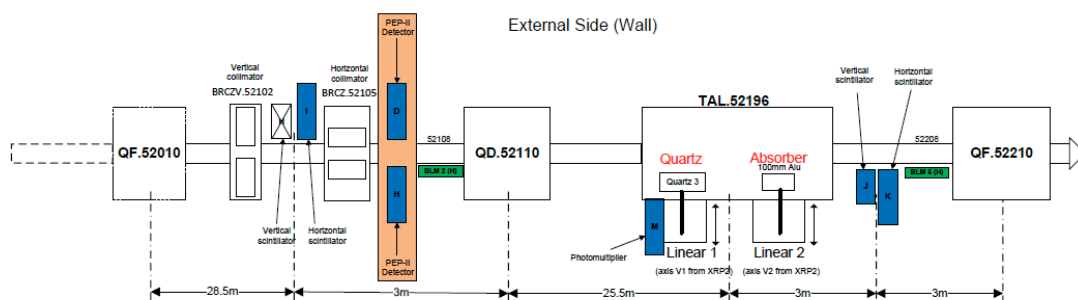 External Side (Wall)
PEP-II
Detector
Vertical
collimator
BRCZV.52102
Horizontal
collimator
BRCZ.52105
Vertical
scintillator
Horizontal
scintillator
TAL.52196
I
D
52108
52208
QF.52010
QD.52110
QF.52210
Quartz
Absorber
100mm Alu
BLM 2 (H)
BLM 5 (H)
Quartz 3
J
K
H
M
Vertical
scintillator
Horizontal
scintillator
Photomultiplier
Linear 1
(axis V1 from XRP2)
Linear 2
(axis V2 from XRP2)
PEP-II
Detector
28.5m
3m
25.5m
3m
3m